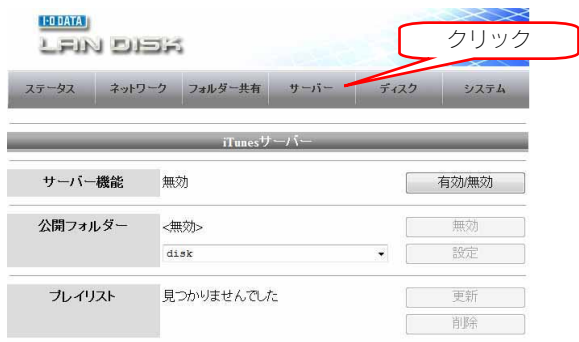 I-O DATA
LAN DISK
クリック
ステータス ネットワーク フォルダー共有 サーバー ディスク システム
iTunesサーバー
サーバー機能 無効 有効/無効
公開フォルダー <無効> 無効
disk 設定
プレイリスト 見つかりませんでした 更新
削除